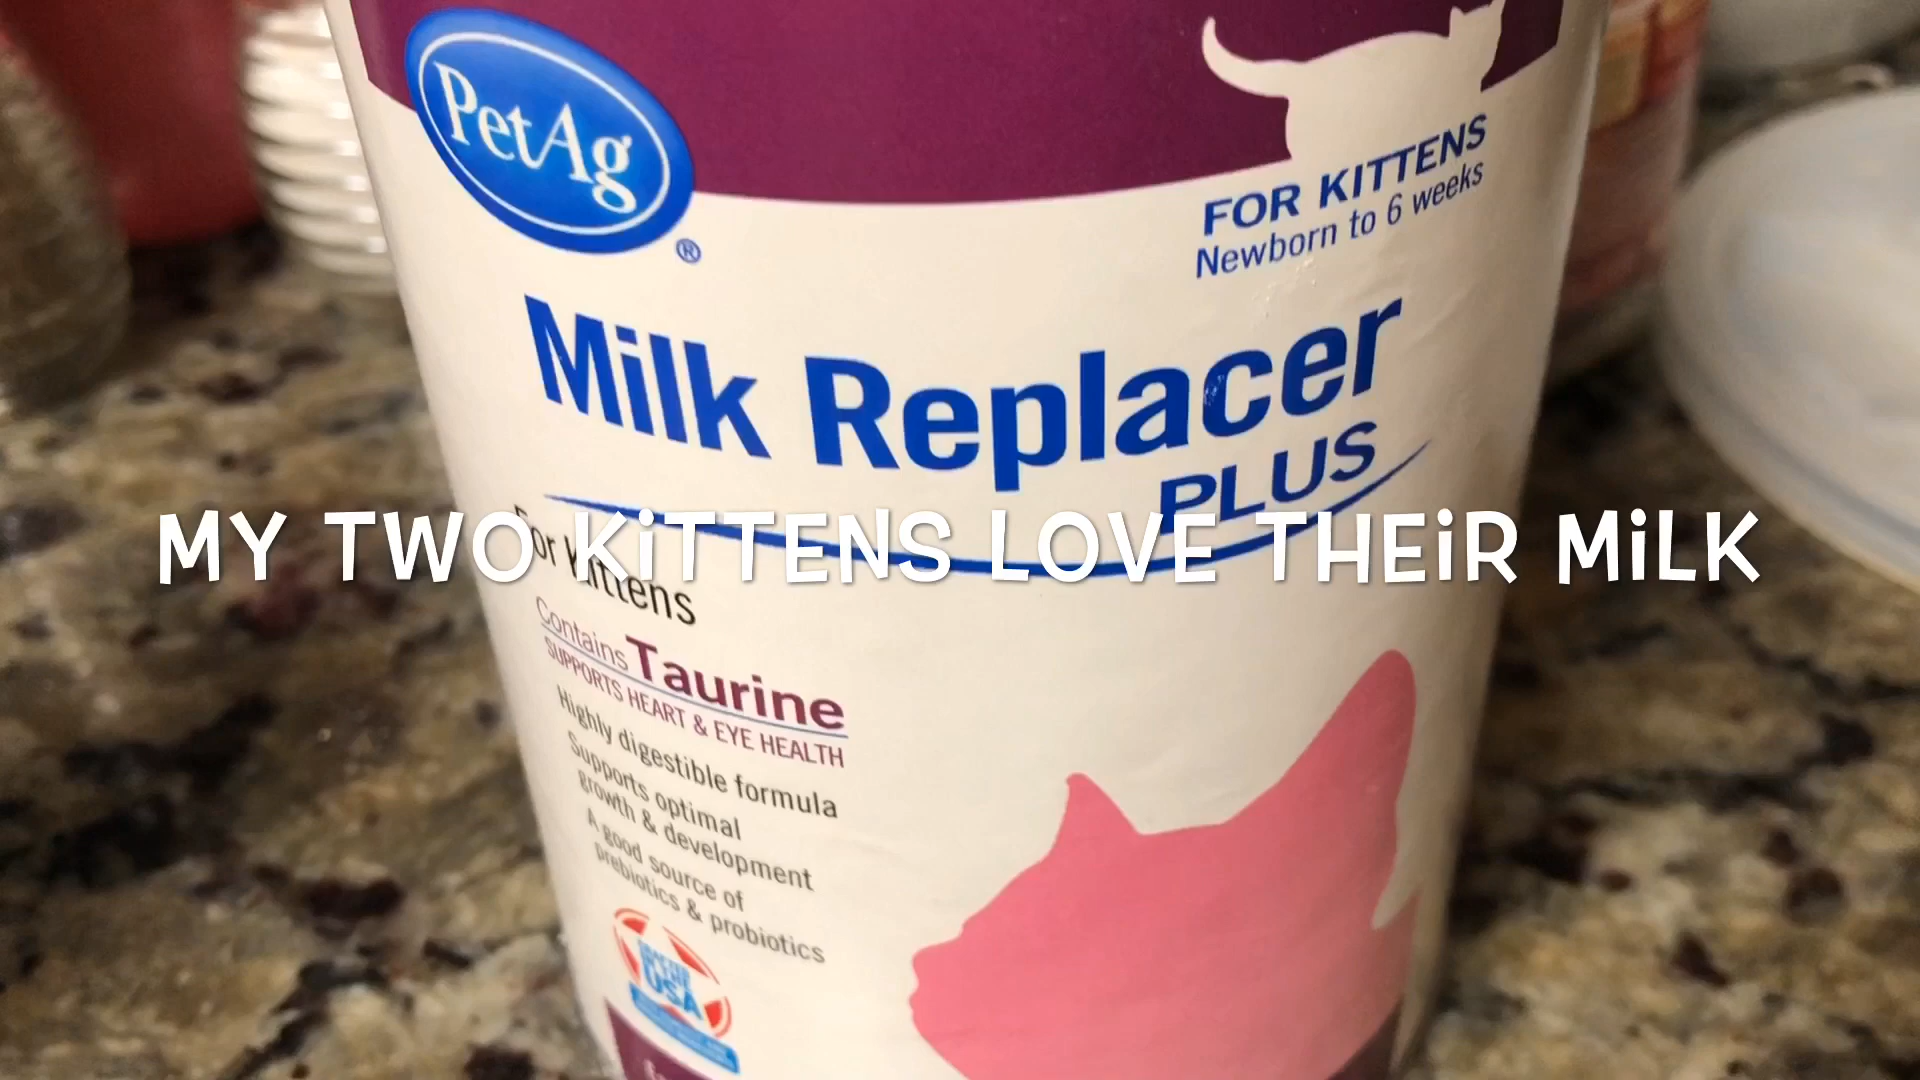 PetAg
®
FOR KITTENS
Newborn to 6 weeks
Milk Replacer
PLUS
MY TWO KiTTENS LOVE THEiR MiLK
For Kittens
Contains Taurine
SUPPORTS HEART & EYE HEALTH
Highly digestible formula
Supports optimal
growth & development
A good source of
prebiotics & probiotics
USA